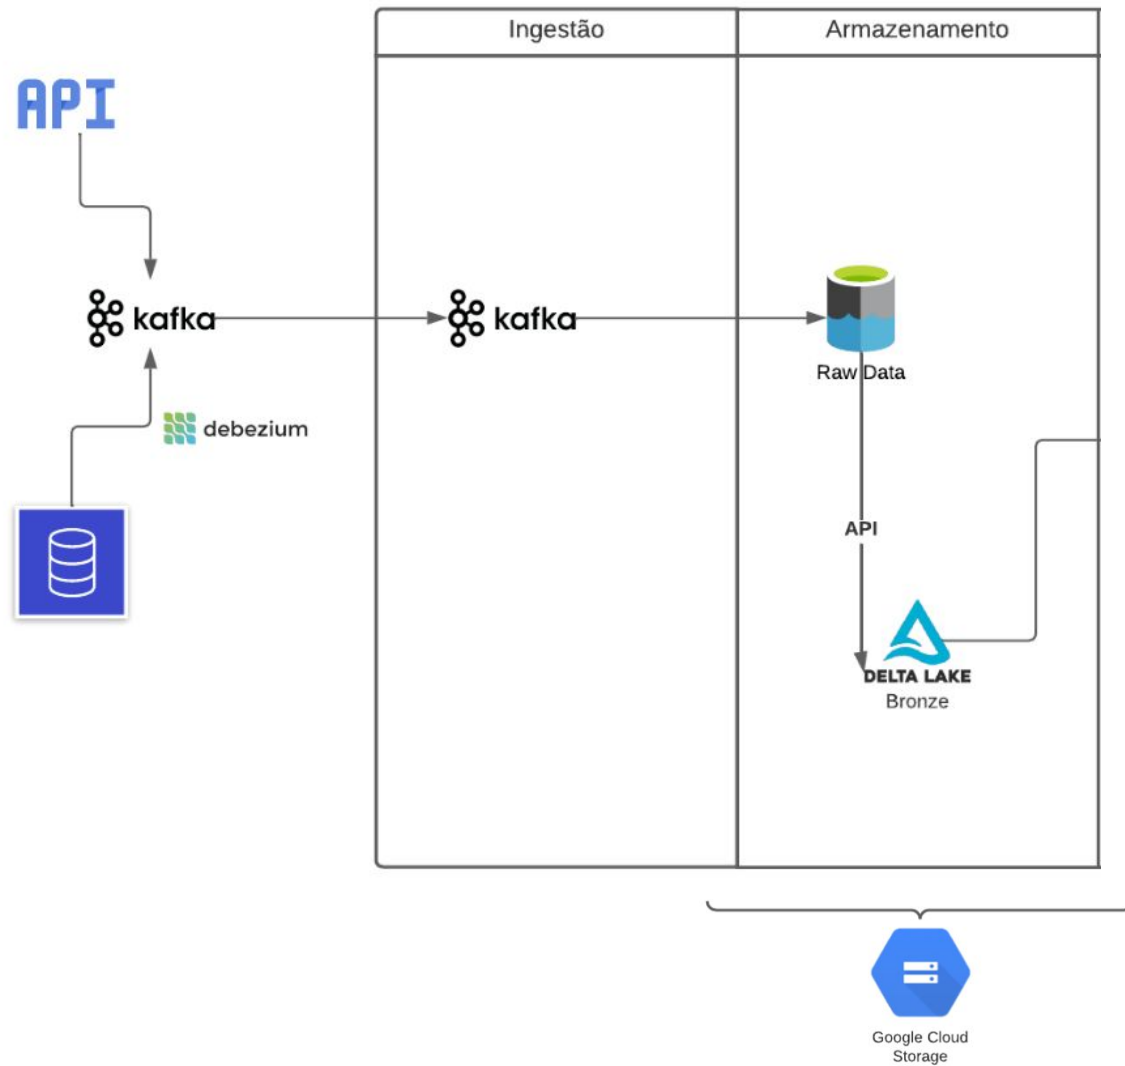 Ingestão
Armazenamento
API
kafka
kafka
Raw Data
debezium
API
DELTA LAKE
Bronze
Google Cloud
Storage